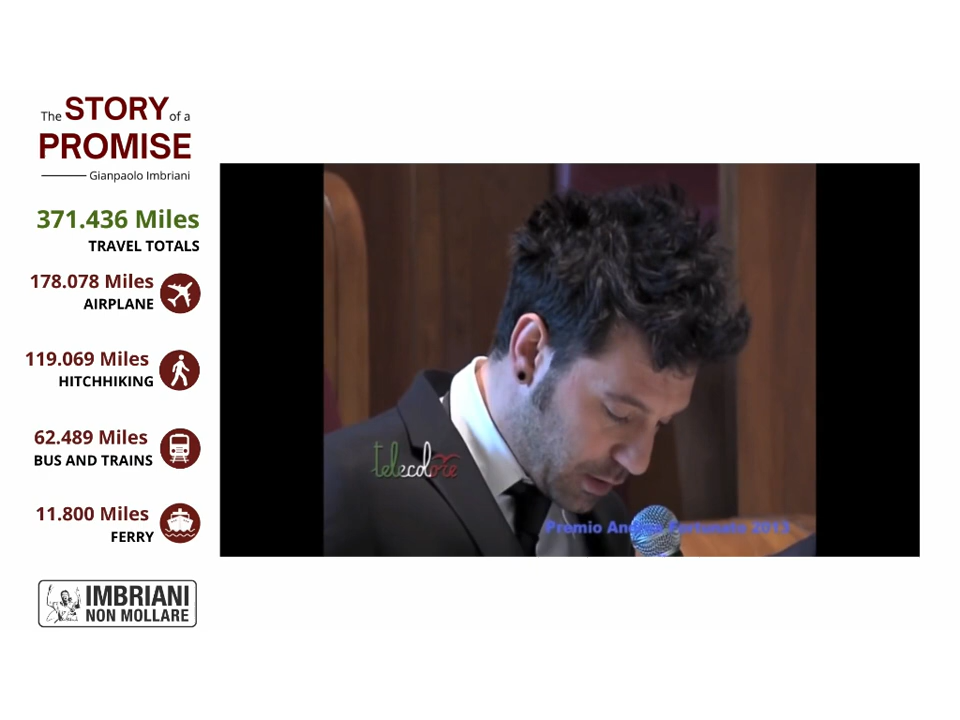 The STORY of a
PROMISE
Gianpaolo Imbriani
371.436 Miles
TRAVEL TOTALS
178.078 Miles
AIRPLANE
119.069 Miles
HITCHHIKING
62.489 Miles
BUS AND TRAINS
11.800 Miles
FERRY
IMBRIANI
NON MOLLARE
telecolore
Premio Fortunato